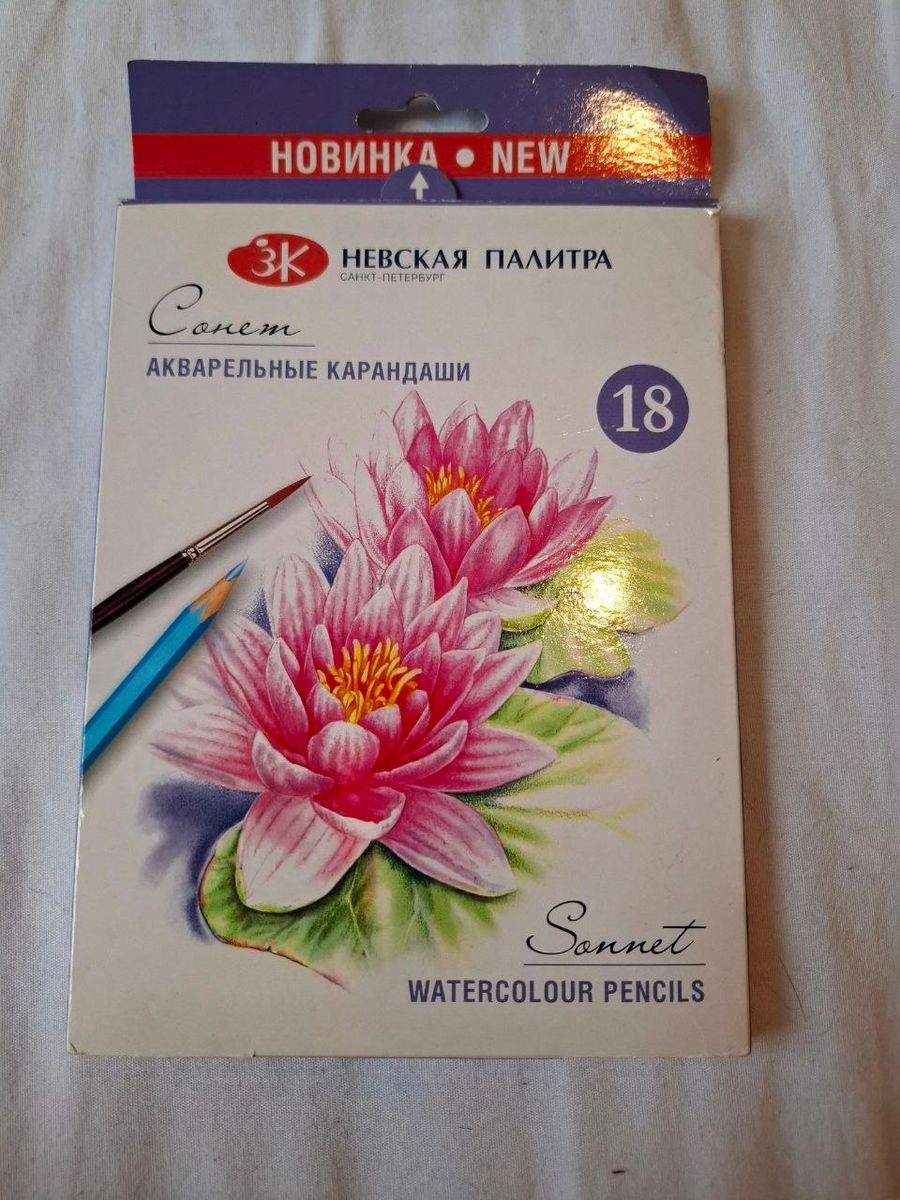 НОВИНКА • NEW
ЗК НЕВСКАЯ ПАЛИТРА
САНКТ-ПЕТЕРБУРГ
Сонет
АКВАРЕЛЬНЫЕ КАРАНДАШИ
18
Sonnet
WATERCOLOUR PENCILS